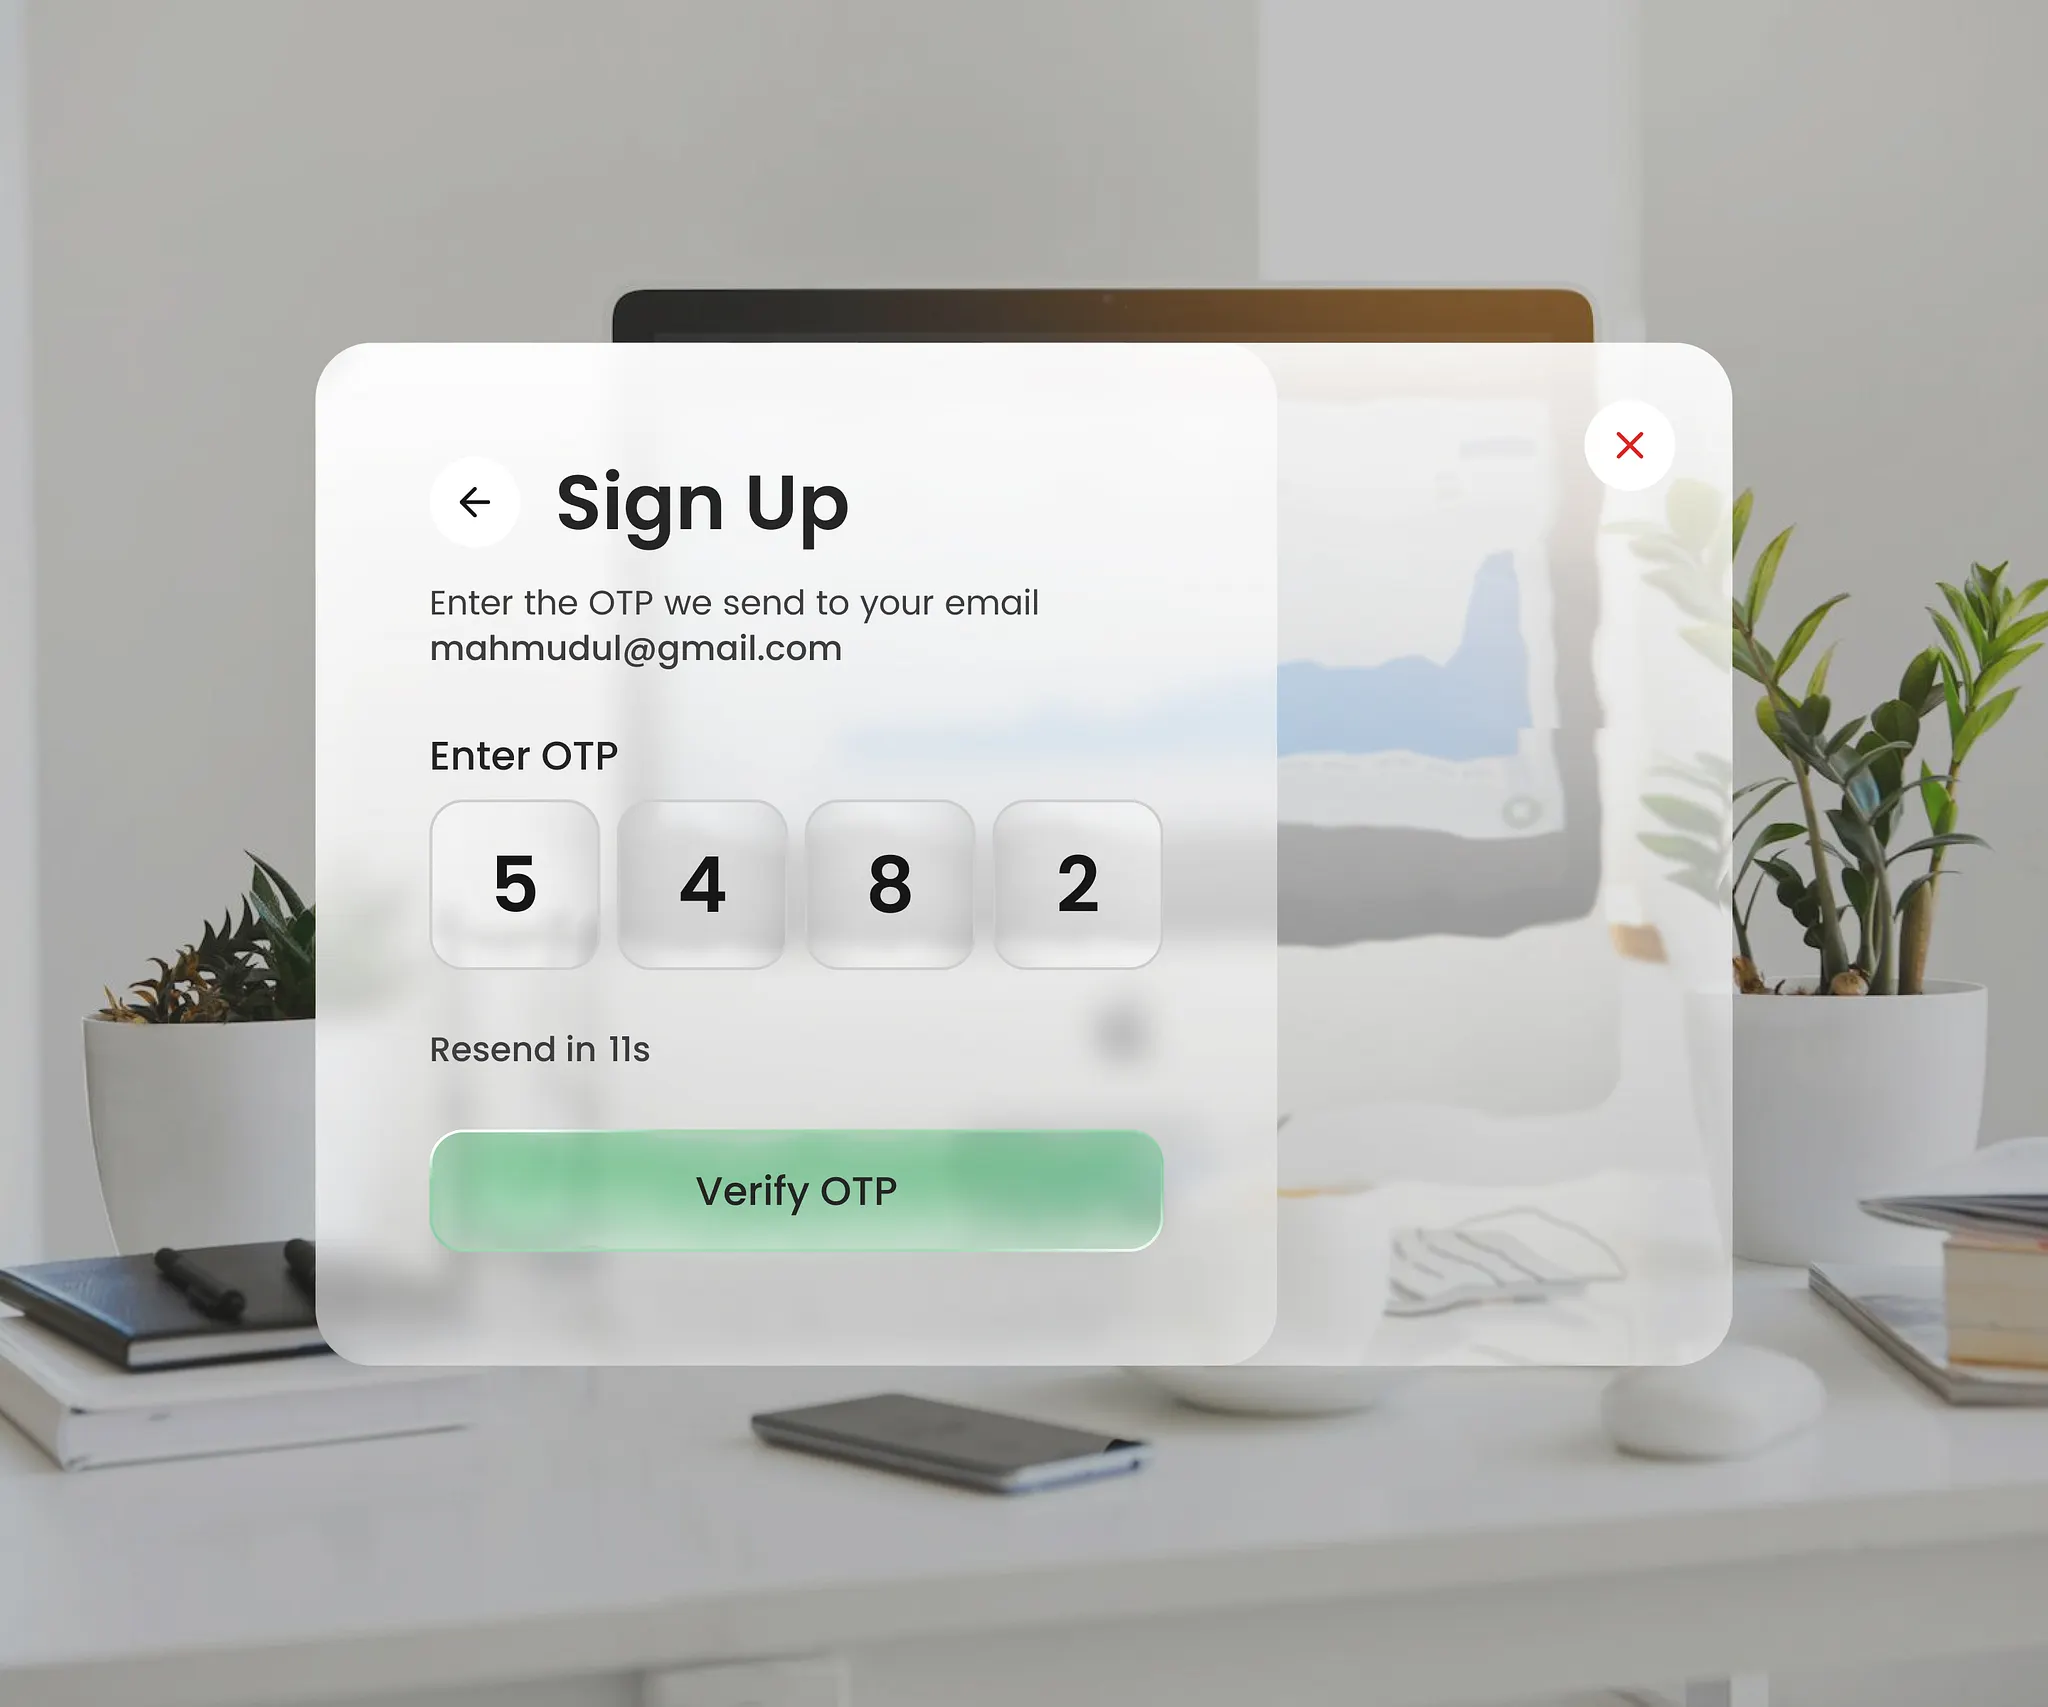 Sign Up
Enter the OTP we send to your email
mahmudul@gmail.com
Enter OTP
5 4 8 2
Resend in 11s
Verify OTP